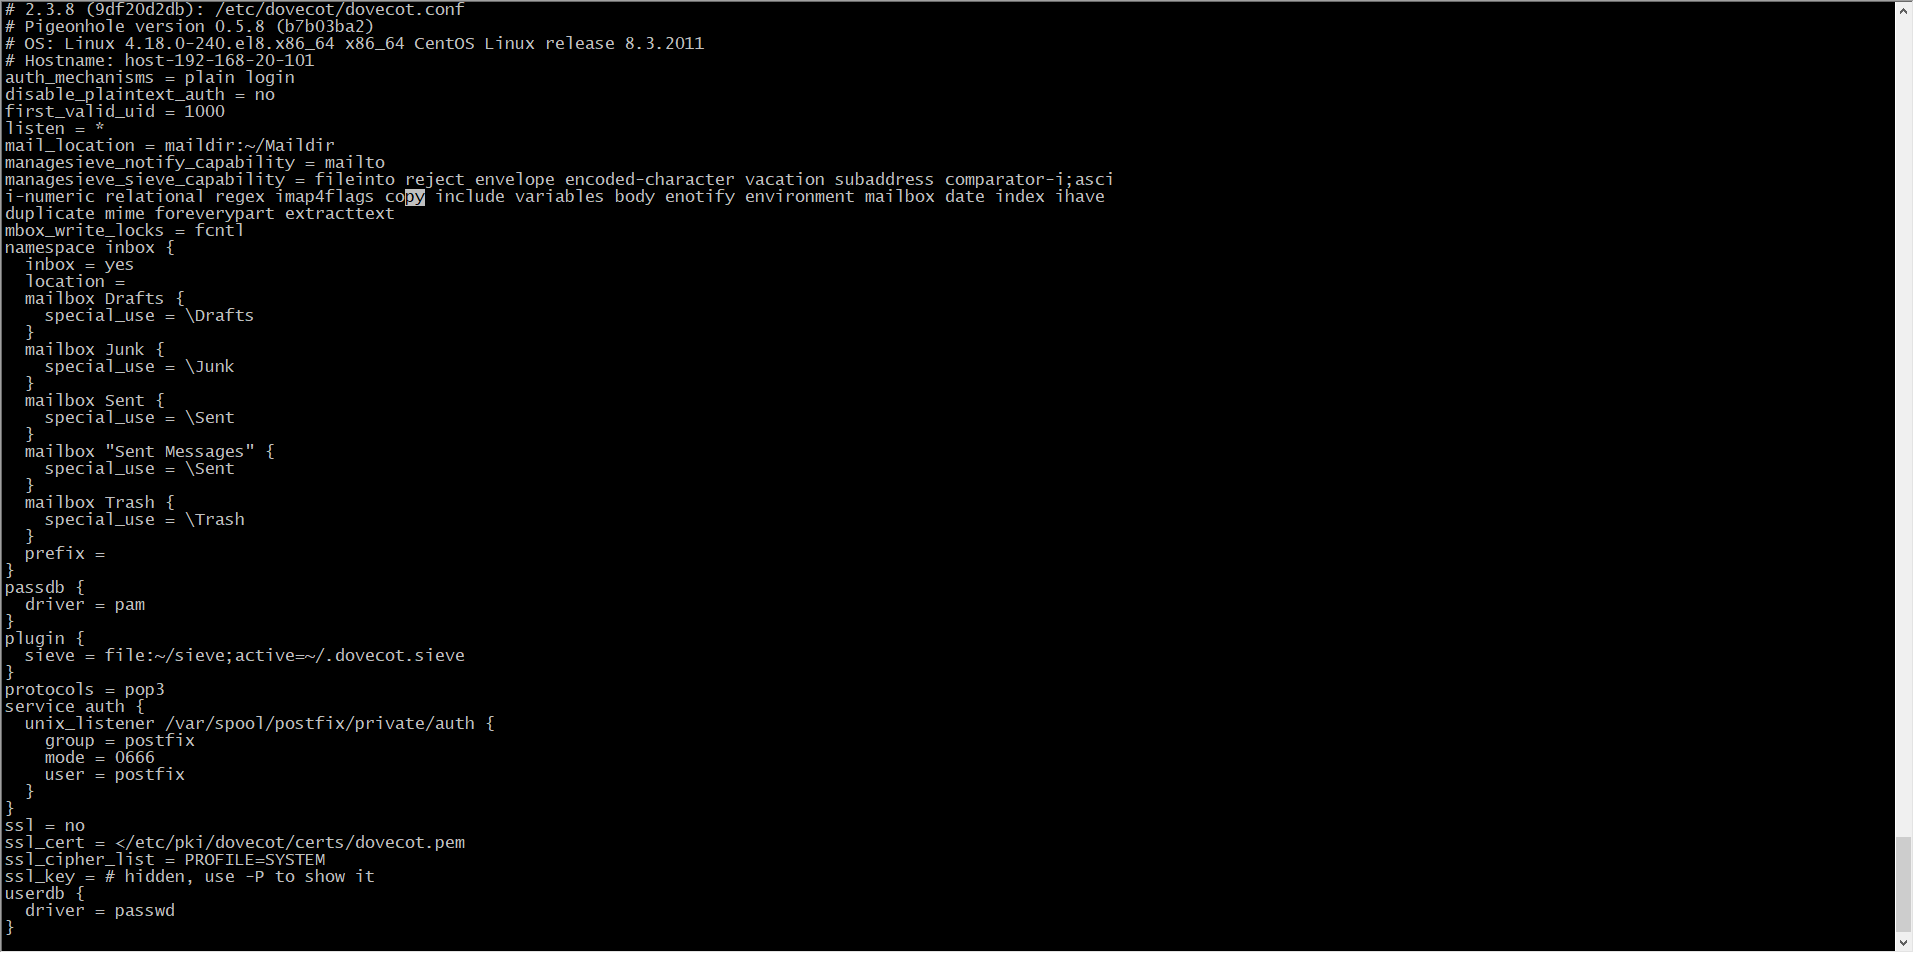 # 2.3.8 (9df20d2db): /etc/dovecot/dovecot.conf
# Pigeonhole version 0.5.8 (b7b03ba2)
# OS: Linux 4.18.0-240.el8.x86_64 x86_64 CentOS Linux release 8.3.2011
# Hostname: host-192-168-20-101
auth_mechanisms = plain login
disable_plaintext_auth = no
first_valid_uid = 1000
listen = *
mail_location = maildir:~/Maildir
managesieve_notify_capability = mailto
managesieve_sieve_capability = fileinto reject envelope encoded-character vacation subaddress comparator-i;asci
i-numeric relational regex imap4flags copy include variables body enotify environment mailbox date index ihave
duplicate mime foreverypart extracttext
mbox_write_locks = fcntl
namespace inbox {
  inbox = yes
  location =
  mailbox Drafts {
    special_use = \Drafts
  }
  mailbox Junk {
    special_use = \Junk
  }
  mailbox Sent {
    special_use = \Sent
  }
  mailbox "Sent Messages" {
    special_use = \Sent
  }
  mailbox Trash {
    special_use = \Trash
  }
  prefix =
}
passdb {
  driver = pam
}
plugin {
  sieve = file:~/sieve;active=~/.dovecot.sieve
}
protocols = pop3
service auth {
  unix_listener /var/spool/postfix/private/auth {
    group = postfix
    mode = 0666
    user = postfix
  }
}
ssl = no
ssl_cert = </etc/pki/dovecot/certs/dovecot.pem
ssl_cipher_list = PROFILE=SYSTEM
ssl_key = # hidden, use -P to show it
userdb {
  driver = passwd
}